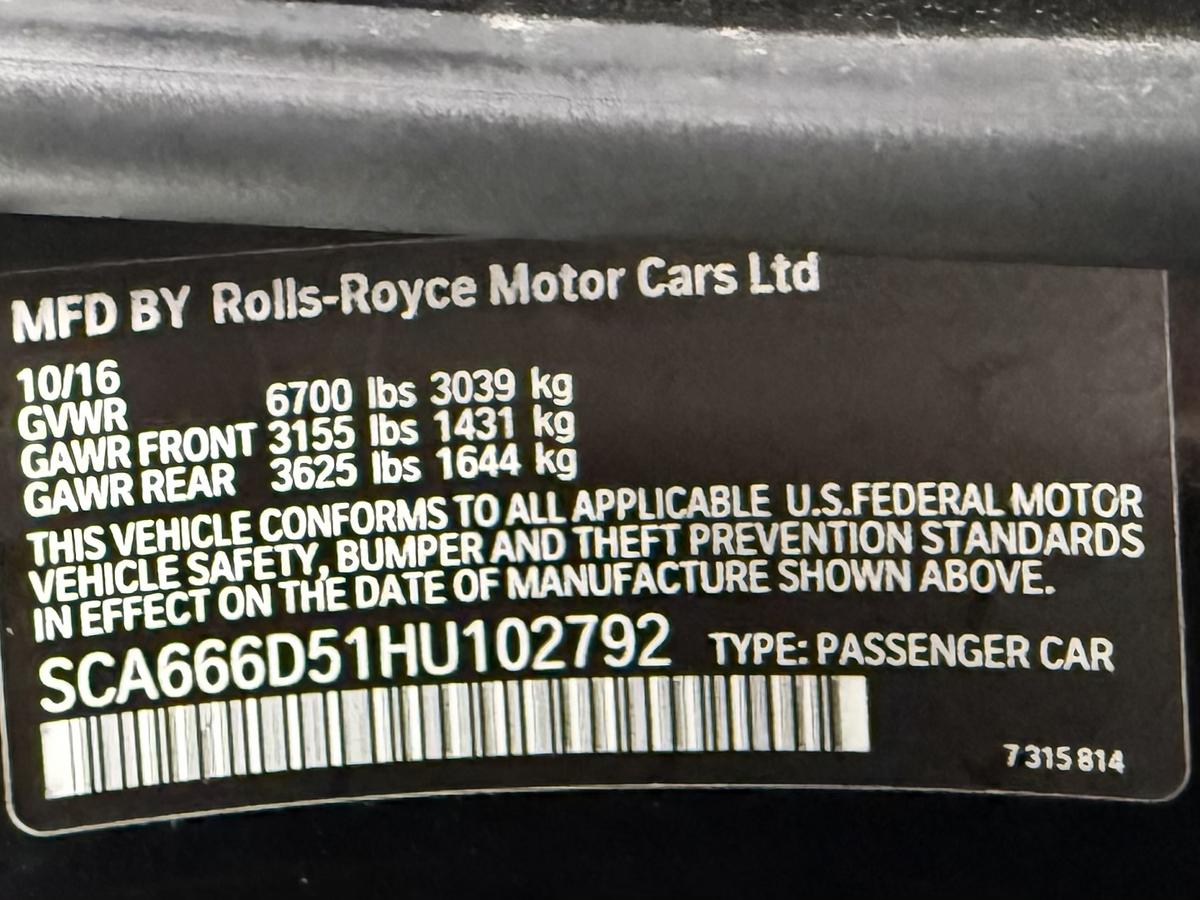 MFD BY Rolls-Royce Motor Cars Ltd
10/16
GVWR 6700 lbs 3039 kg
GAWR FRONT 3155 lbs 1431 kg
GAWR REAR 3625 lbs 1644 kg
THIS VEHICLE CONFORMS TO ALL APPLICABLE U.S.FEDERAL MOTOR
VEHICLE SAFETY, BUMPER AND THEFT PREVENTION STANDARDS
IN EFFECT ON THE DATE OF MANUFACTURE SHOWN ABOVE.
SCA666D51HU102792 TYPE: PASSENGER CAR
7315814